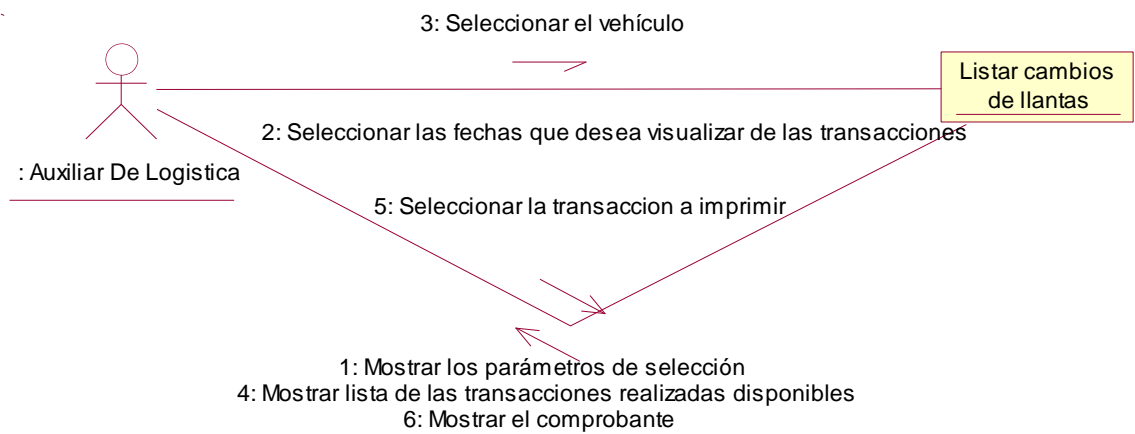 3: Seleccionar el vehículo
Listar cambios
de llantas
2: Seleccionar las fechas que desea visualizar de las transacciones
: Auxiliar De Logistica
5: Seleccionar la transaccion a imprimir
1: Mostrar los parámetros de selección
4: Mostrar lista de las transacciones realizadas disponibles
6: Mostrar el comprobante